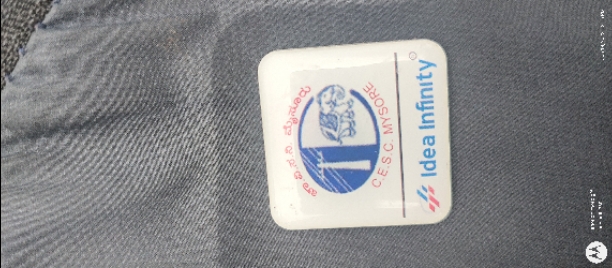 ಚಾ.ವಿ.ಸ.ನಿ. ಮೈಸೂರು
C.E.S.C. MYSORE
Idea Infinity